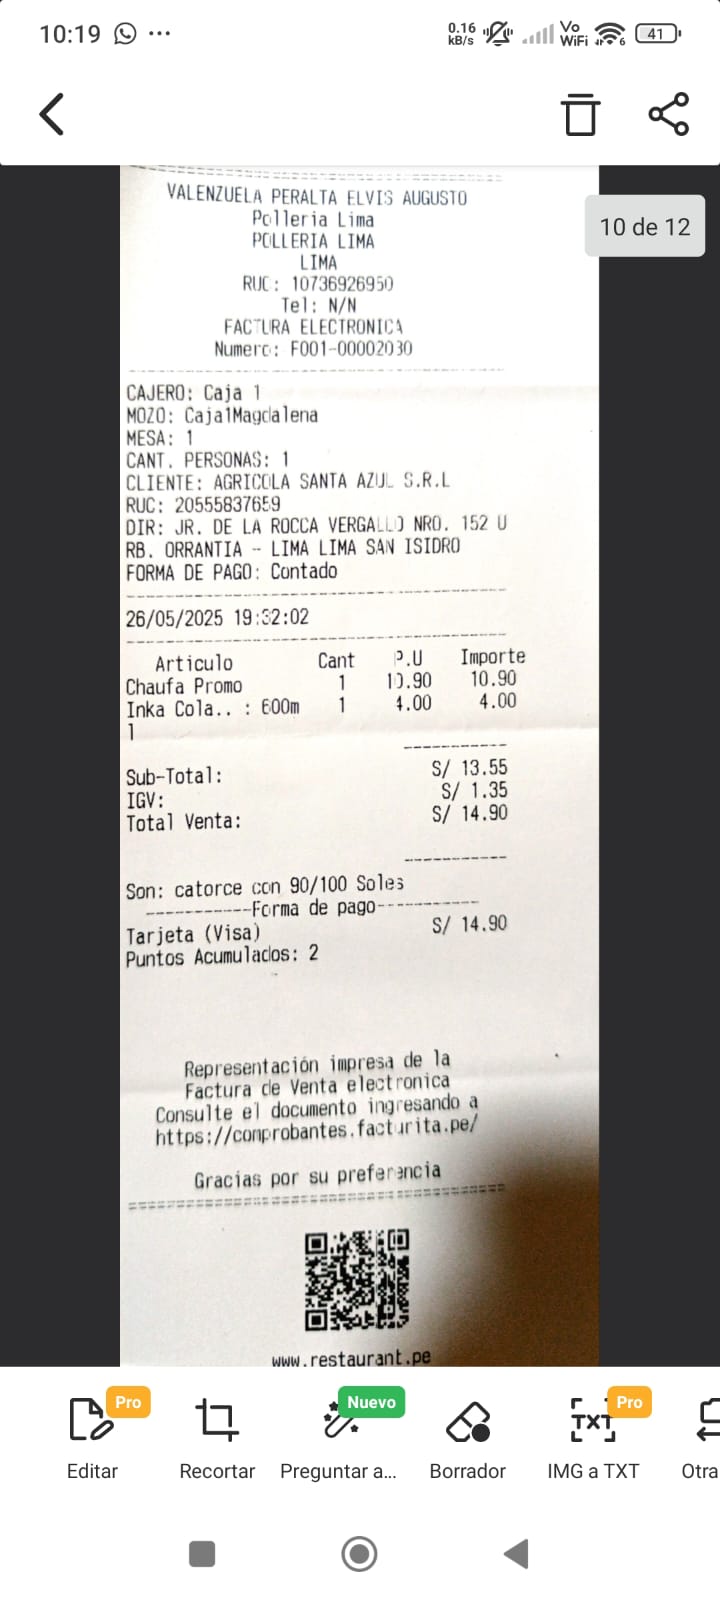 10:19
0.16 kB/s
Vo WiFi
6
41
10 de 12
VALENZUELA PERALTA ELVIS AUGUSTO
Polleria Lima
POLLERIA LIMA
LIMA
RUC: 10736926950
Tel: N/N
FACTURA ELECTRONICA
Numero: F001-00002030
CAJERO: Caja 1
MOZO: Caja1Magdalena
MESA: 1
CANT. PERSONAS: 1
CLIENTE: AGRICOLA SANTA AZUL S.R.L
RUC: 20555837659
DIR: JR. DE LA ROCCA VERGALLO NRO. 152 U
RB. ORRANTIA - LIMA LIMA SAN ISIDRO
FORMA DE PAGO: Contado
26/05/2025 19:32:02
Articulo Cant P.U Importe
Chaufa Promo 1 10.90 10.90
Inka Cola.. : 600m 1 4.00 4.00
l
Sub-Total: S/ 13.55
IGV: S/ 1.35
Total Venta: S/ 14.90
Son: catorce con 90/100 Soles
------------Forma de pago------------
Tarjeta (Visa) S/ 14.90
Puntos Acumulados: 2
Representación impresa de la
Factura de Venta electronica
Consulte el documento ingresando a
https://comprobantes.facturita.pe/
Gracias por su preferencia
www.restaurant.pe
Pro
Nuevo
Pro
TXT
Editar
Recortar
Preguntar a...
Borrador
IMG a TXT
Otra